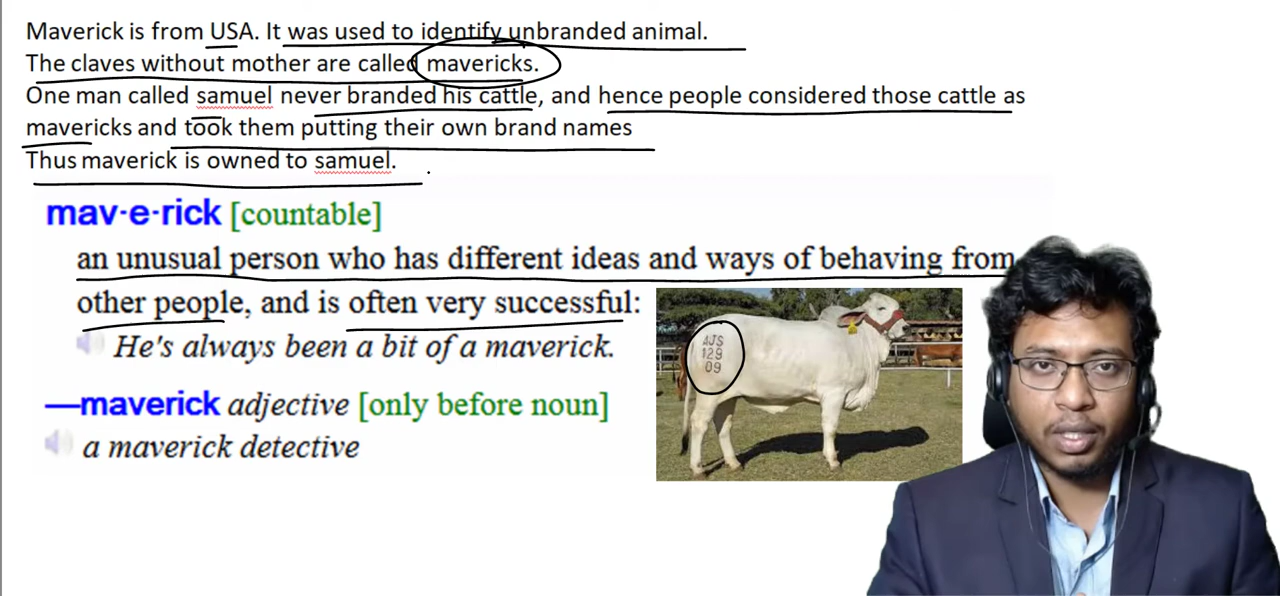 Maverick is from USA. It was used to identify unbranded animal.
The claves without mother are called mavericks.
One man called samuel never branded his cattle, and hence people considered those cattle as
mavericks and took them putting their own brand names
Thus maverick is owned to samuel.
mav·e·rick [countable]
an unusual person who has different ideas and ways of behaving from
other people, and is often very successful:
He's always been a bit of a maverick.
—maverick adjective [only before noun]
a maverick detective
AJS
129
09